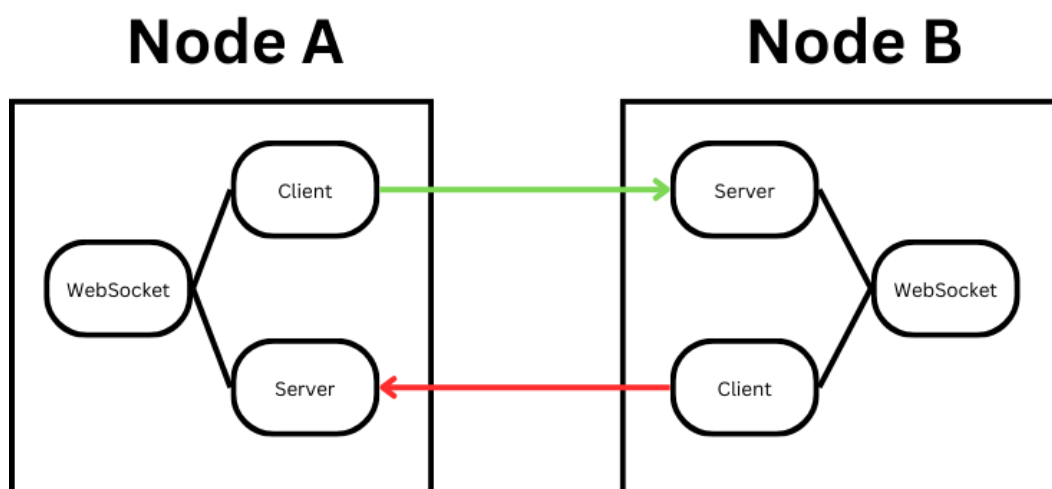 Node A
Node B
Client
Server
WebSocket
WebSocket
Server
Client